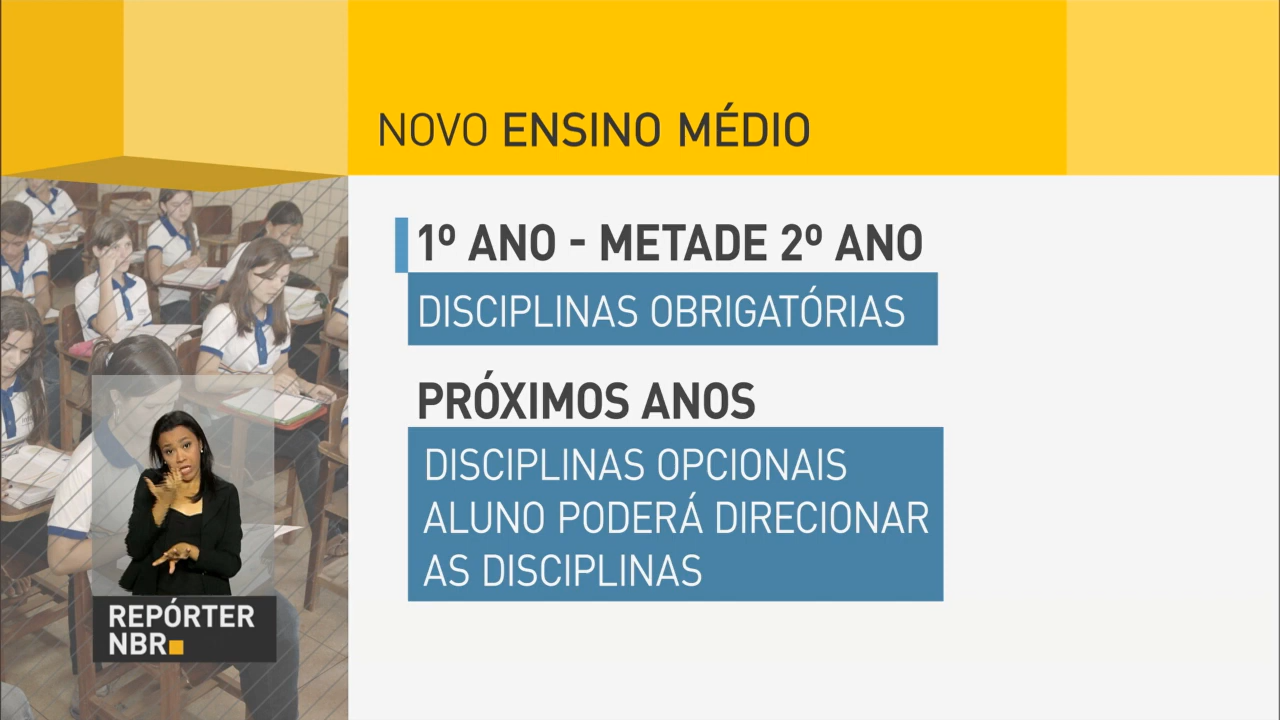 NOVO ENSINO MÉDIO
1º ANO - METADE 2º ANO
DISCIPLINAS OBRIGATÓRIAS
PRÓXIMOS ANOS
DISCIPLINAS OPCIONAIS
ALUNO PODERÁ DIRECIONAR
AS DISCIPLINAS
REPÓRTER
NBR